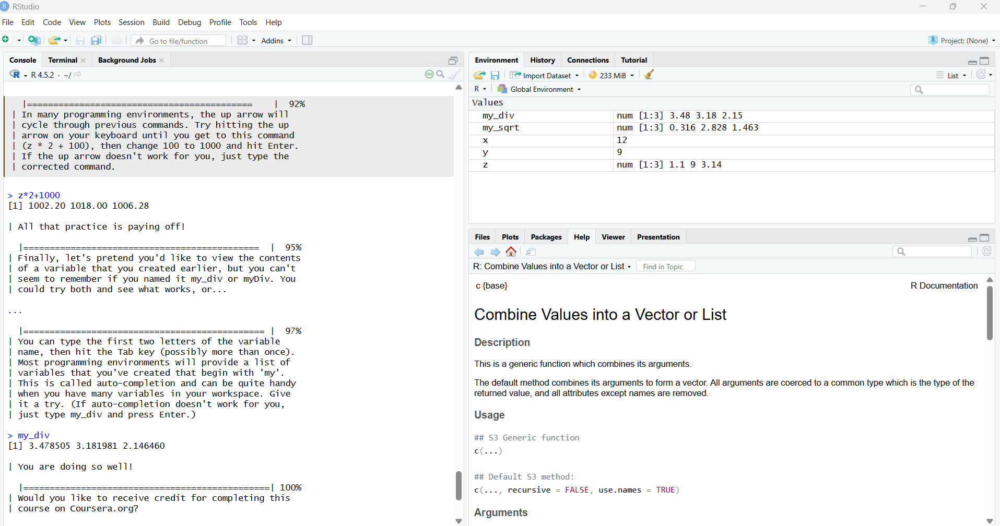 RStudio
File Edit Code View Plots Session Build Debug Profile Tools Help
Go to file/function Addins Project: (None)
Console Terminal Background Jobs
R 4.5.2 · ~/
|=========================================== | 92%
| In many programming environments, the up arrow will
| cycle through previous commands. Try hitting the up
| arrow on your keyboard until you get to this command
| (z * 2 + 100), then change 100 to 1000 and hit Enter.
| If the up arrow doesn't work for you, just type the
| corrected command.
> z*2+1000
[1] 1002.20 1018.00 1006.28
| All that practice is paying off!
|============================================= | 95%
| Finally, let's pretend you'd like to view the contents
| of a variable that you created earlier, but you can't
| seem to remember if you named it my_div or myDiv. You
| could try both and see what works, or...
...
|============================================== | 97%
| You can type the first two letters of the variable
| name, then hit the Tab key (possibly more than once).
| Most programming environments will provide a list of
| variables that you've created that begin with 'my'.
| This is called auto-completion and can be quite handy
| when you have many variables in your workspace. Give
| it a try. (If auto-completion doesn't work for you,
| just type my_div and press Enter.)
> my_div
[1] 3.478505 3.181981 2.146460
| You are doing so well!
|===============================================| 100%
| Would you like to receive credit for completing this
| course on Coursera.org?
Environment History Connections Tutorial
Import Dataset 233 MiB List
R Global Environment
Values
my_div num [1:3] 3.48 3.18 2.15
my_sqrt num [1:3] 0.316 2.828 1.463
x 12
y 9
z num [1:3] 1.1 9 3.14
Files Plots Packages Help Viewer Presentation
R: Combine Values into a Vector or List Find in Topic
c {base} R Documentation
Combine Values into a Vector or List
Description
This is a generic function which combines its arguments.
The default method combines its arguments to form a vector. All arguments are coerced to a common type which is the type of the
returned value, and all attributes except names are removed.
Usage
## S3 Generic function
c(...)
## Default S3 method:
c(..., recursive = FALSE, use.names = TRUE)
Arguments